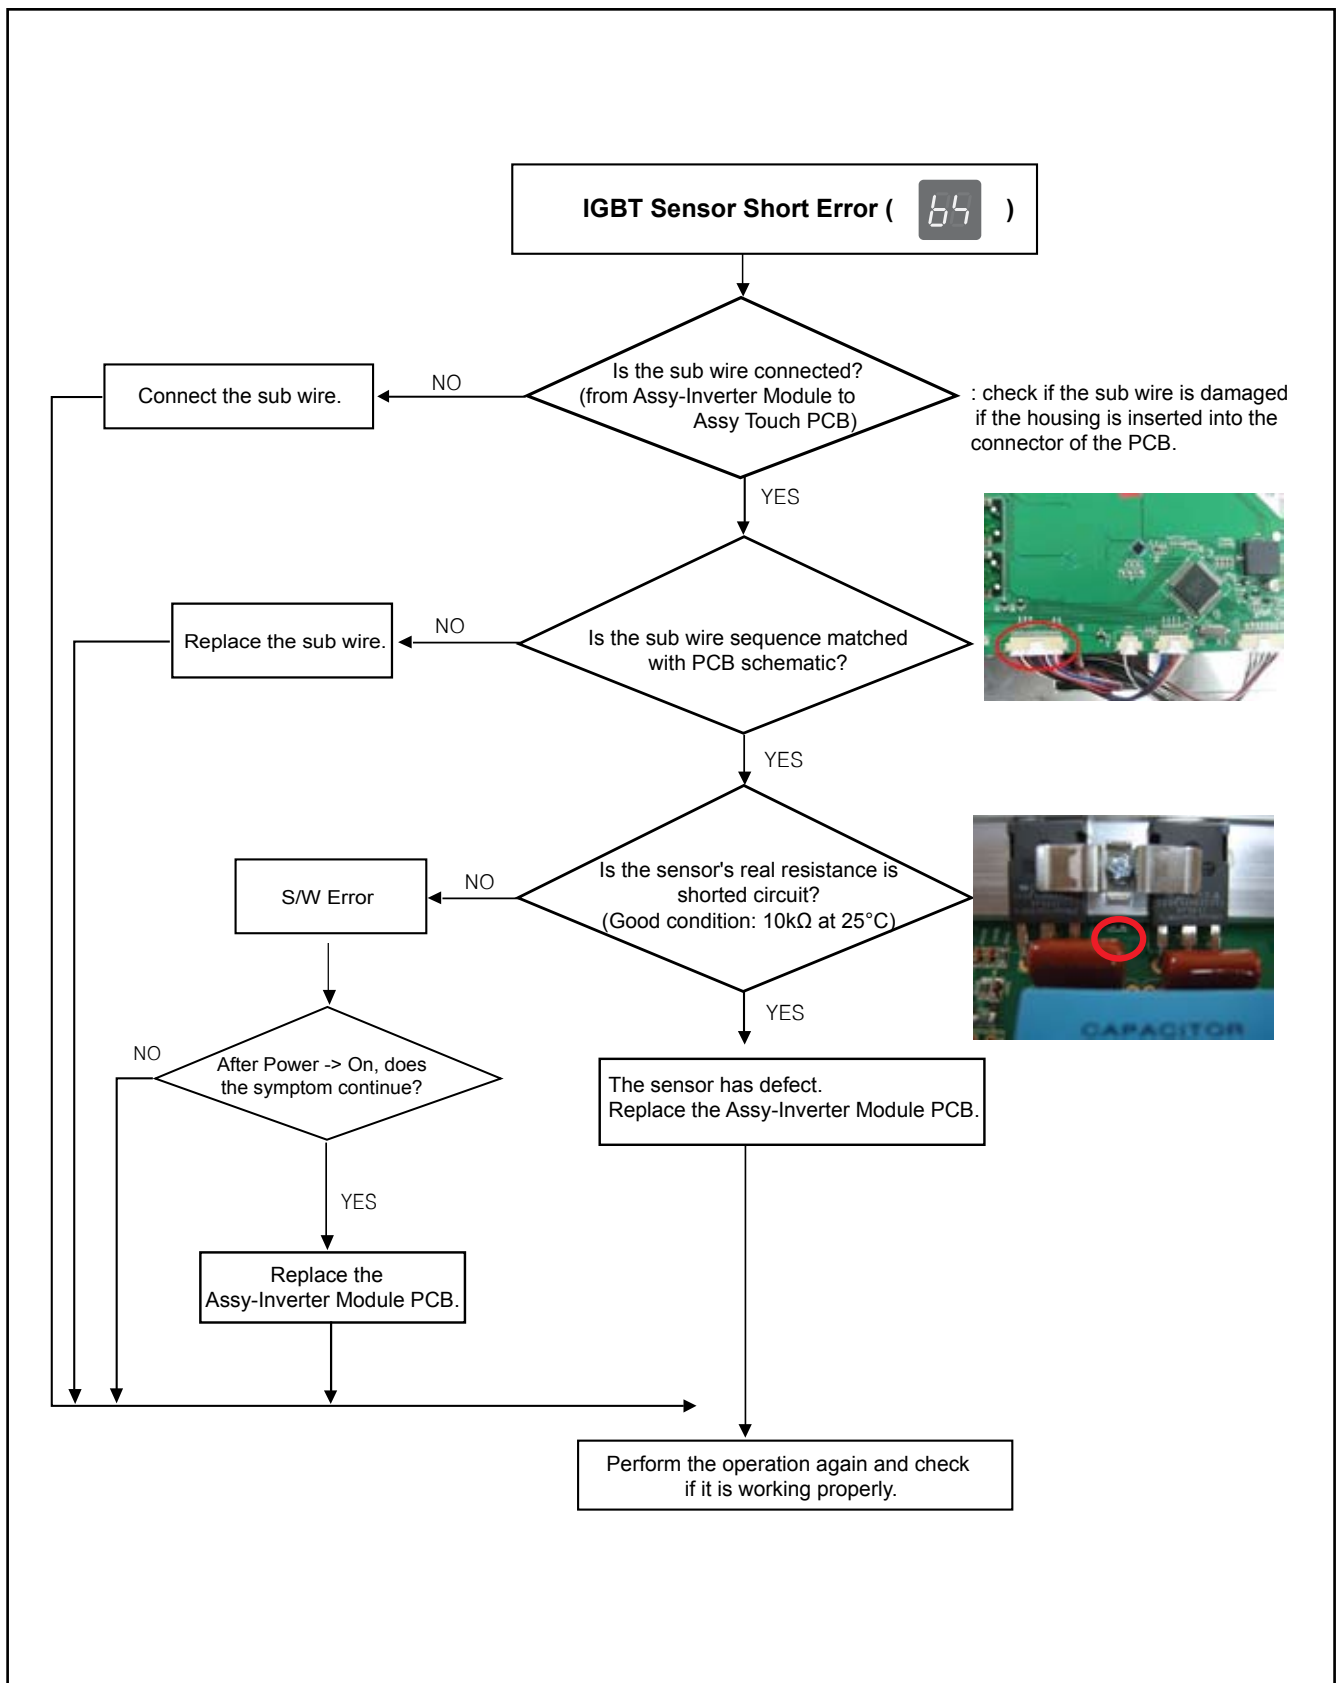 IGBT Sensor Short Error ( b4 )
Is the sub wire connected?
(from Assy-Inverter Module to
Assy Touch PCB)
NO
Connect the sub wire.
: check if the sub wire is damaged
if the housing is inserted into the
connector of the PCB.
YES
Is the sub wire sequence matched
with PCB schematic?
NO
Replace the sub wire.
YES
Is the sensor's real resistance is
shorted circuit?
(Good condition: 10kΩ at 25°C)
NO
S/W Error
CAPACITOR
YES
After Power -> On, does
the symptom continue?
NO
The sensor has defect.
Replace the Assy-Inverter Module PCB.
YES
Replace the
Assy-Inverter Module PCB.
Perform the operation again and check
if it is working properly.